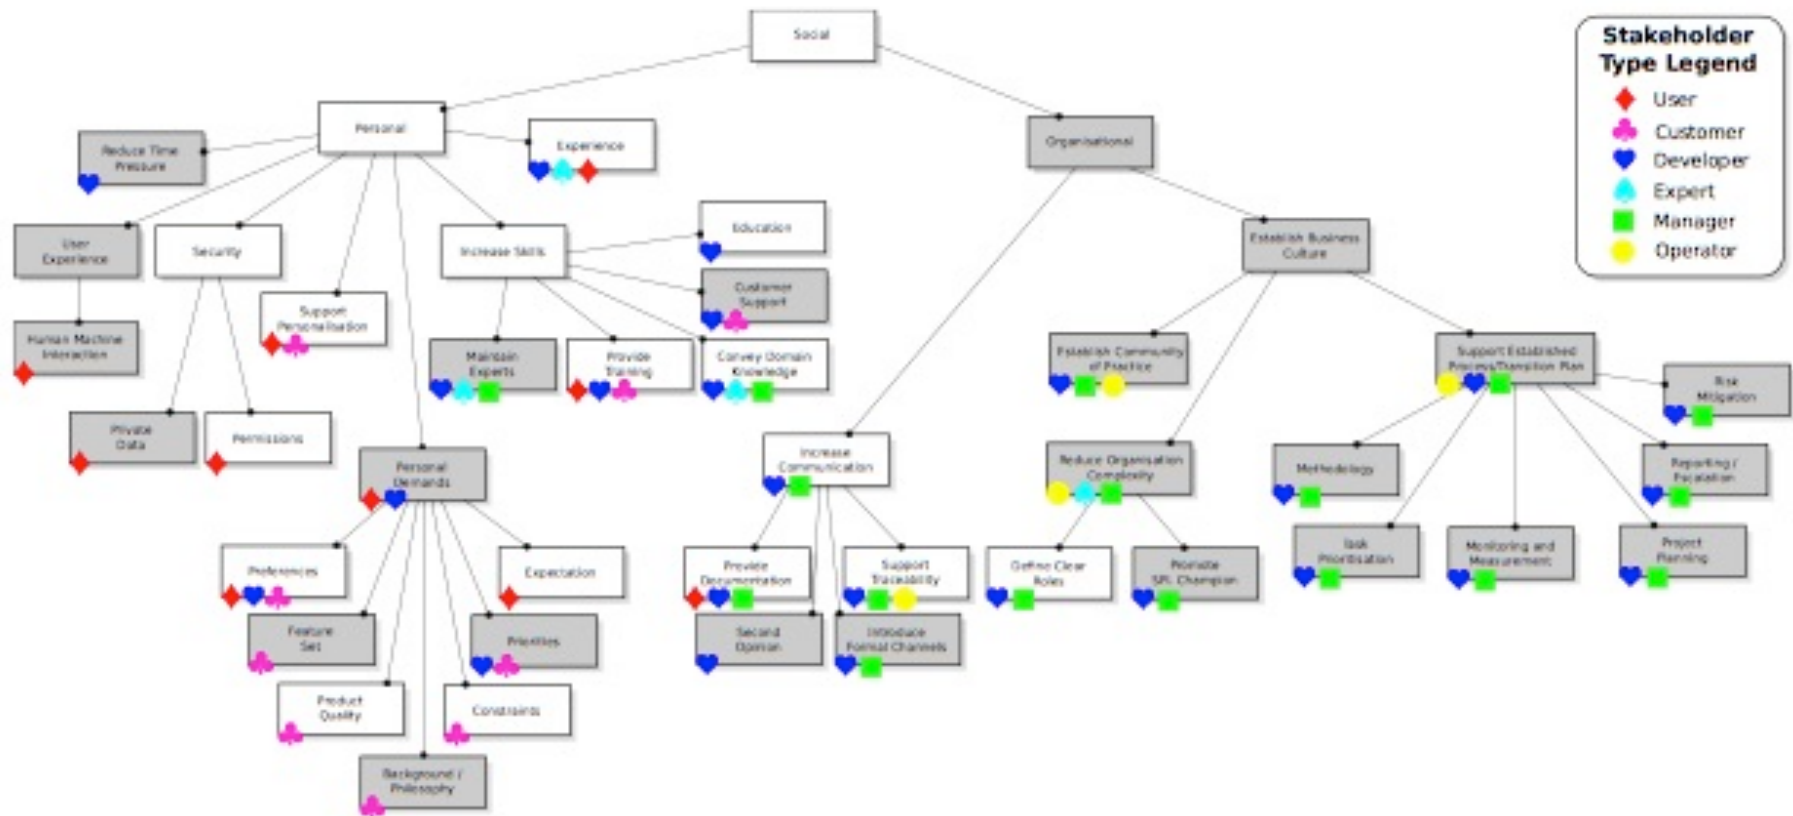 Social
Stakeholder
Type Legend
User
Customer
Developer
Expert
Manager
Operator
Personal
Experience
Organisational
Reduce Time
Pressure
User
Experience
Security
Increase Skills
Education
Establish Business
Culture
Support
Personalisation
Customer
Support
Human Machine
Interaction
Maintain
Experts
Provide
Training
Convey Domain
Knowledge
Establish Community
of Practice
Support Established
Process/Transition Plan
Risk
Mitigation
Private
Data
Permissions
Personal
Demands
Increase
Communication
Reduce Organisation
Complexity
Methodology
Reporting /
Escalation
Preferences
Expectation
Provide
Documentation
Support
Traceability
Define Clear
Roles
Promote
SPL Champion
Task
Prioritisation
Monitoring and
Measurement
Project
Planning
Feature
Set
Priorities
Second
Opinion
Introduce
Formal Channels
Product
Quality
Constraints
Background /
Philosophy